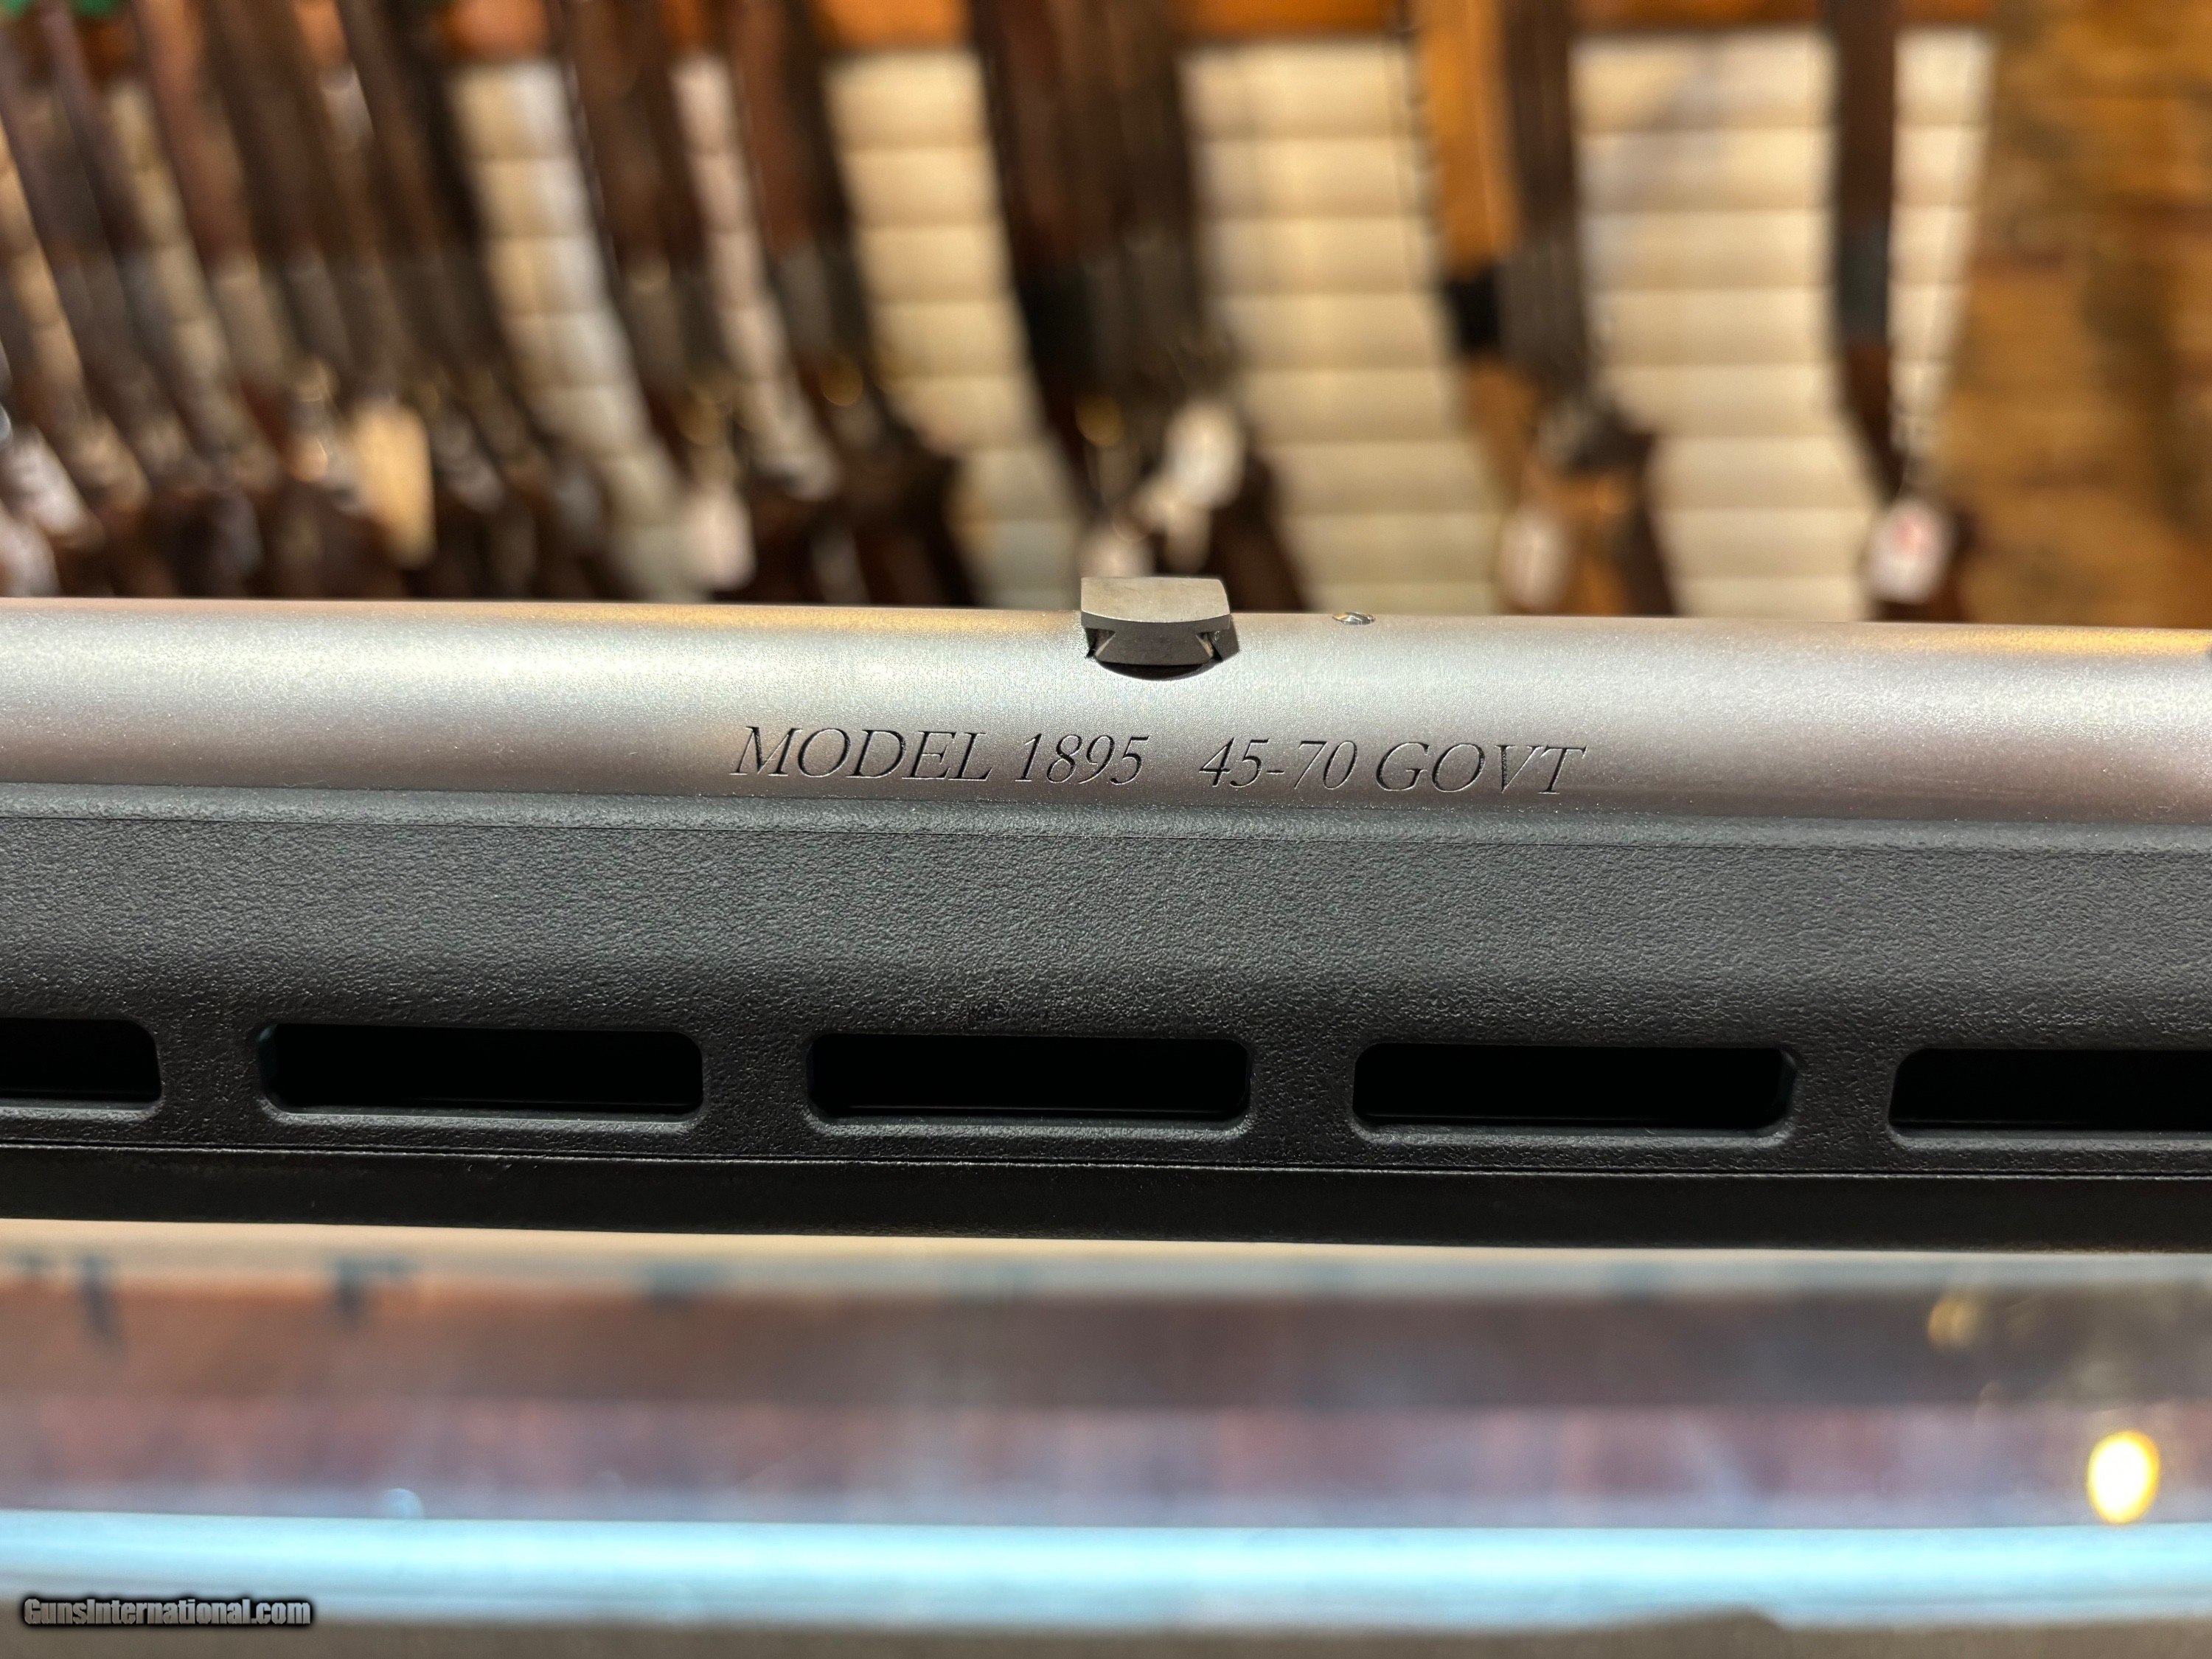 MODEL 1895 45-70 GOVT
GunsInternational.com